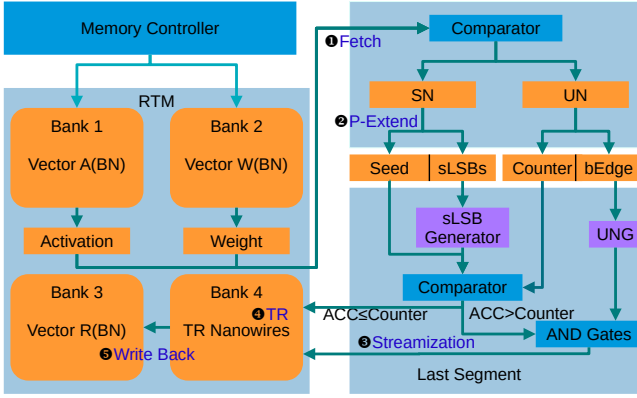 Memory Controller
RTM
Bank 1
Vector A(BN)
Bank 2
Vector W(BN)
Activation
Weight
Bank 3
Vector R(BN)
Bank 4
❹TR
TR Nanowires
❺Write Back
❶Fetch
Comparator
SN
UN
❷P-Extend
Seed
sLSBs
Counter
bEdge
sLSB
Generator
UNG
Comparator
ACC≤Counter
ACC>Counter
AND Gates
❸Streamization
Last Segment